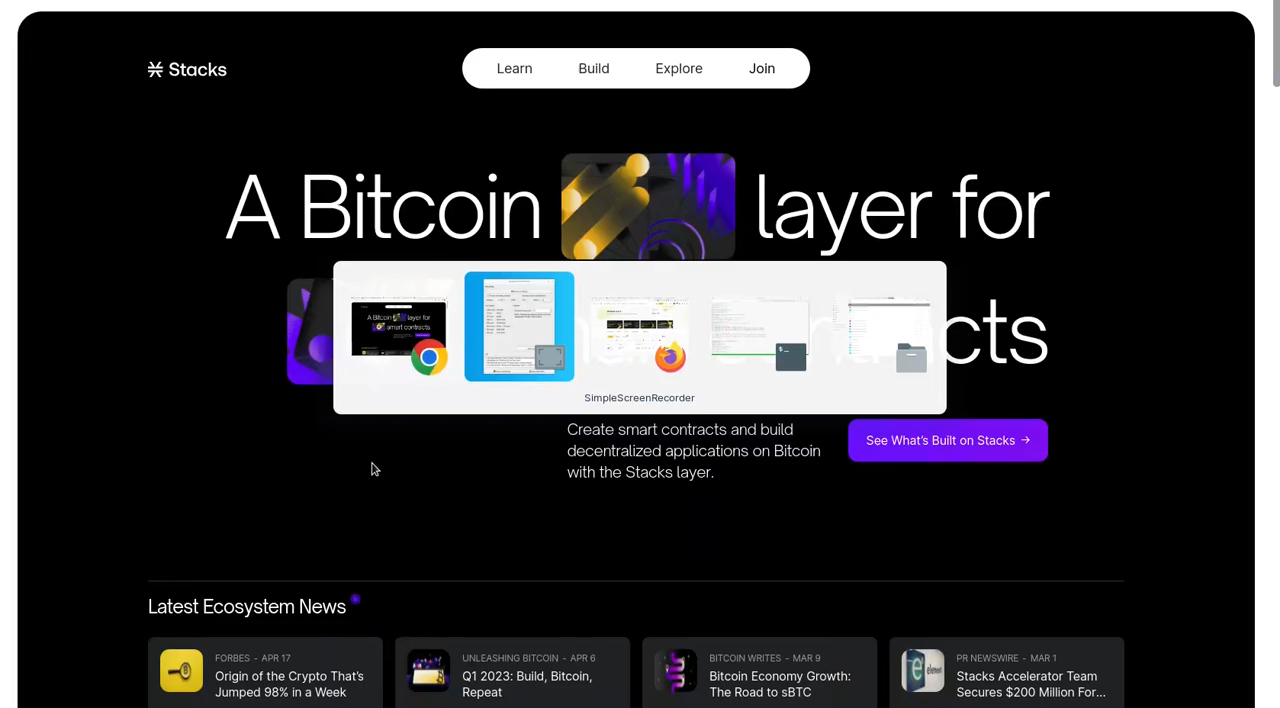 Stacks
Learn
Build
Explore
Join
A Bitcoin layer for
cts
SimpleScreenRecorder
Create smart contracts and build
decentralized applications on Bitcoin
with the Stacks layer.
See What's Built on Stacks →
Latest Ecosystem News
FORBES - APR 17
Origin of the Crypto That's
Jumped 98% in a Week
UNLEASHING BITCOIN - APR 6
Q1 2023: Build, Bitcoin,
Repeat
BITCOIN WRITES - MAR 9
Bitcoin Economy Growth:
The Road to sBTC
PR NEWSWIRE - MAR 1
Stacks Accelerator Team
Secures $200 Million For...